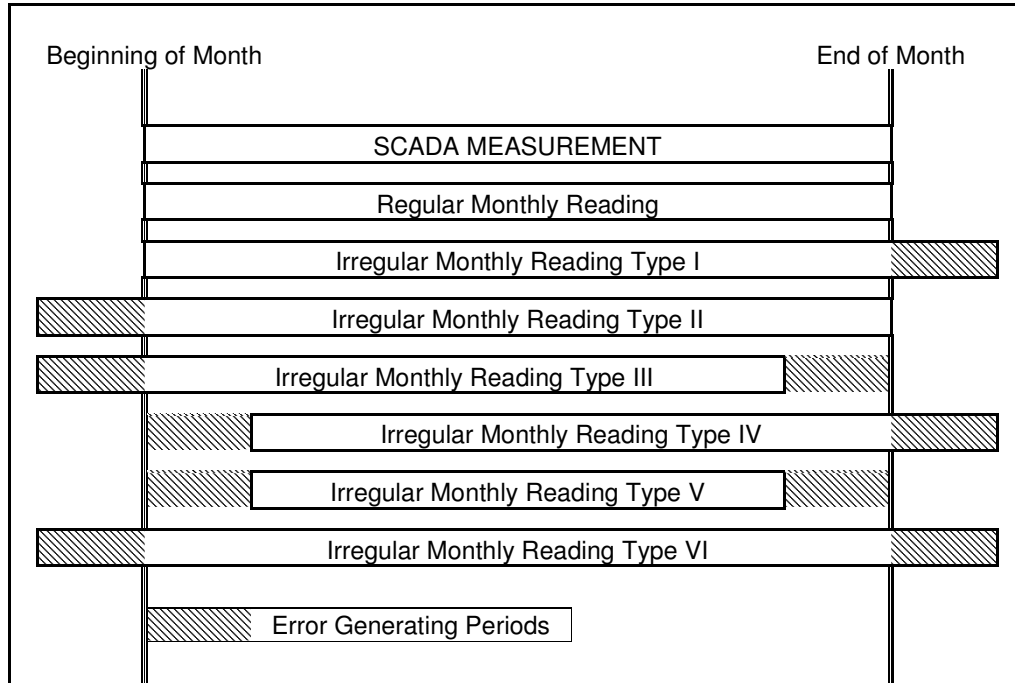 Beginning of Month
End of Month
SCADA MEASUREMENT
Regular Monthly Reading
Irregular Monthly Reading Type I
Irregular Monthly Reading Type II
Irregular Monthly Reading Type III
Irregular Monthly Reading Type IV
Irregular Monthly Reading Type V
Irregular Monthly Reading Type VI
Error Generating Periods